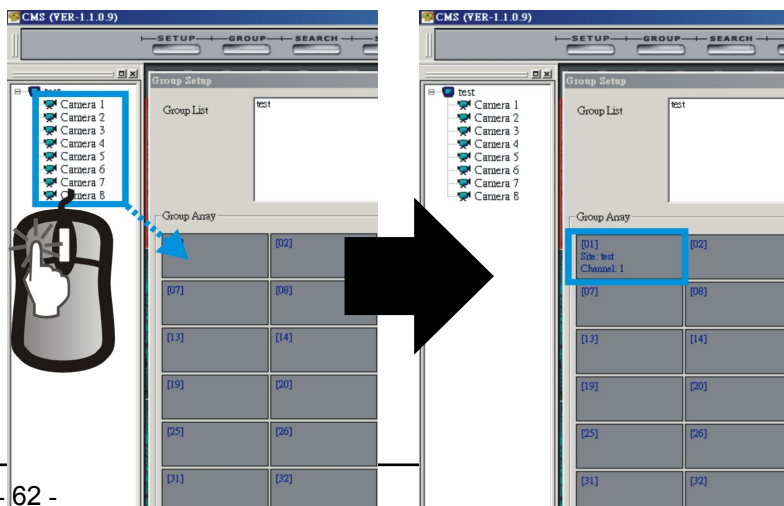 CMS (VER-1.1.0.9)
SETUP GROUP SEARCH
Group Setup
test
Camera 1
Camera 2
Camera 3
Camera 4
Camera 5
Camera 6
Camera 7
Camera 8
Group List
test
Group Array
[02]
[07] [08]
[13] [14]
[19] [20]
[25] [26]
[31] [32]
CMS (VER-1.1.0.9)
SETUP GROUP SEARCH
Group Setup
test
Camera 1
Camera 2
Camera 3
Camera 4
Camera 5
Camera 6
Camera 7
Camera 8
Group List
test
Group Array
[01] [02]
Site: test
Channel: 1
[07] [08]
[13] [14]
[19] [20]
[25] [26]
[31] [32]
- 62 -